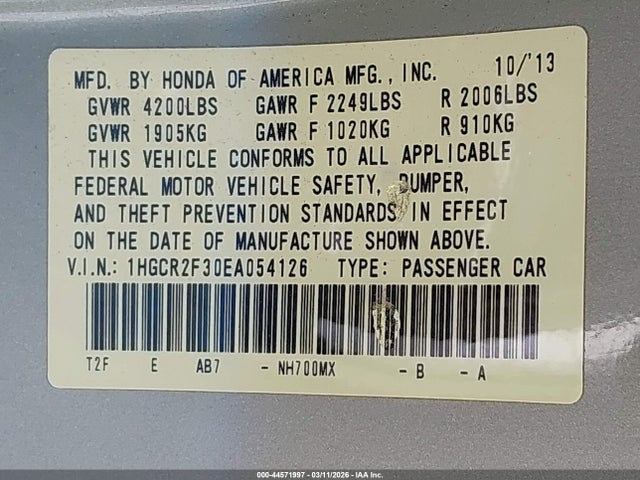 MFD. BY HONDA OF AMERICA MFG., INC. 10/'13
GVWR 4200LBS GAWR F 2249LBS R 2006LBS
GVWR 1905KG GAWR F 1020KG R 910KG
THIS VEHICLE CONFORMS TO ALL APPLICABLE
FEDERAL MOTOR VEHICLE SAFETY, BUMPER,
AND THEFT PREVENTION STANDARDS IN EFFECT
ON THE DATE OF MANUFACTURE SHOWN ABOVE.
V.I.N.: 1HGCR2F30EA054126 TYPE: PASSENGER CAR
T2F E AB7 - NH700MX - B - A
000-44571997 - 03/11/2026 - IAA Inc.